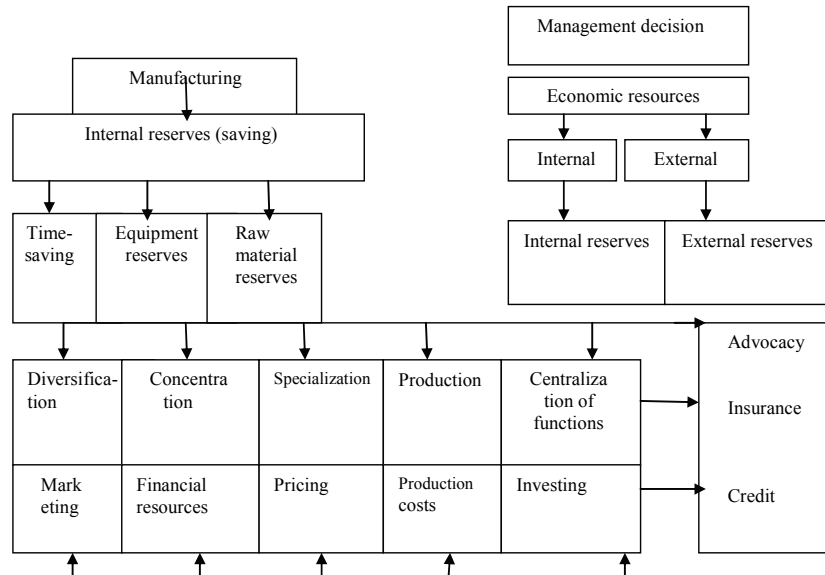 Management decision
Manufacturing
Economic resources
Internal reserves (saving)
Internal
External
Time-
saving
Equipment
reserves
Raw
material
reserves
Internal reserves
External reserves
Advocacy
Insurance
Credit
Diversifica-
tion
Concentra
tion
Specialization
Production
Centraliza
tion of
functions
Mark
eting
Financial
resources
Pricing
Production
costs
Investing